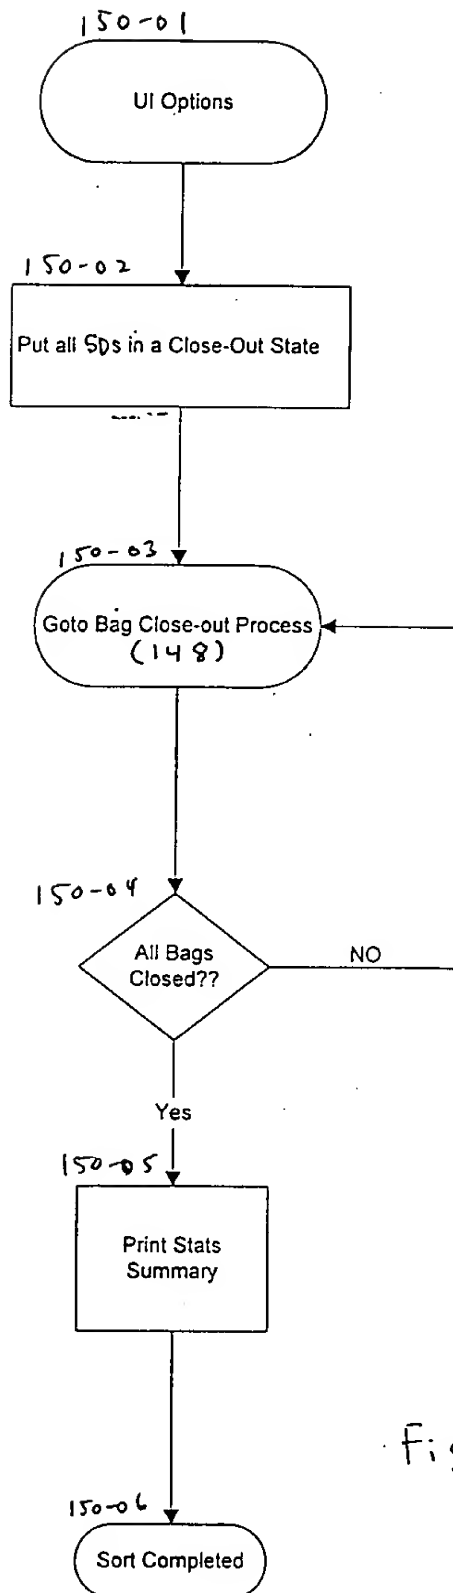 150-01
UI Options
150-02
Put all SDs in a Close-Out State
150-03
Goto Bag Close-out Process
(148)
150-04
All Bags
Closed??
NO
Yes
150-05
Print Stats
Summary
Fig
150-06
Sort Completed